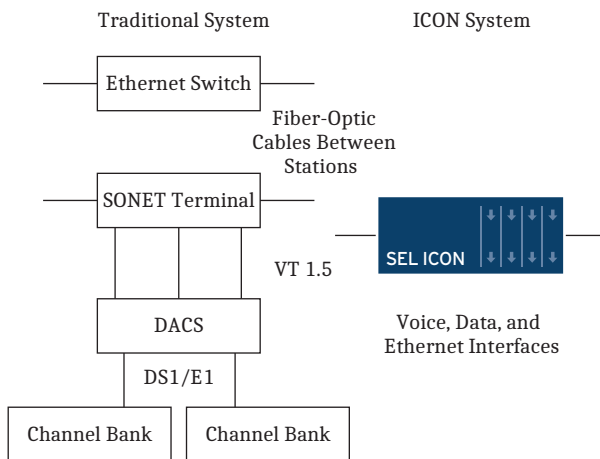 Traditional System
ICON System
Ethernet Switch
Fiber-Optic
Cables Between
Stations
SONET Terminal
SEL ICON
VT 1.5
DACS
Voice, Data, and
Ethernet Interfaces
DS1/E1
Channel Bank
Channel Bank